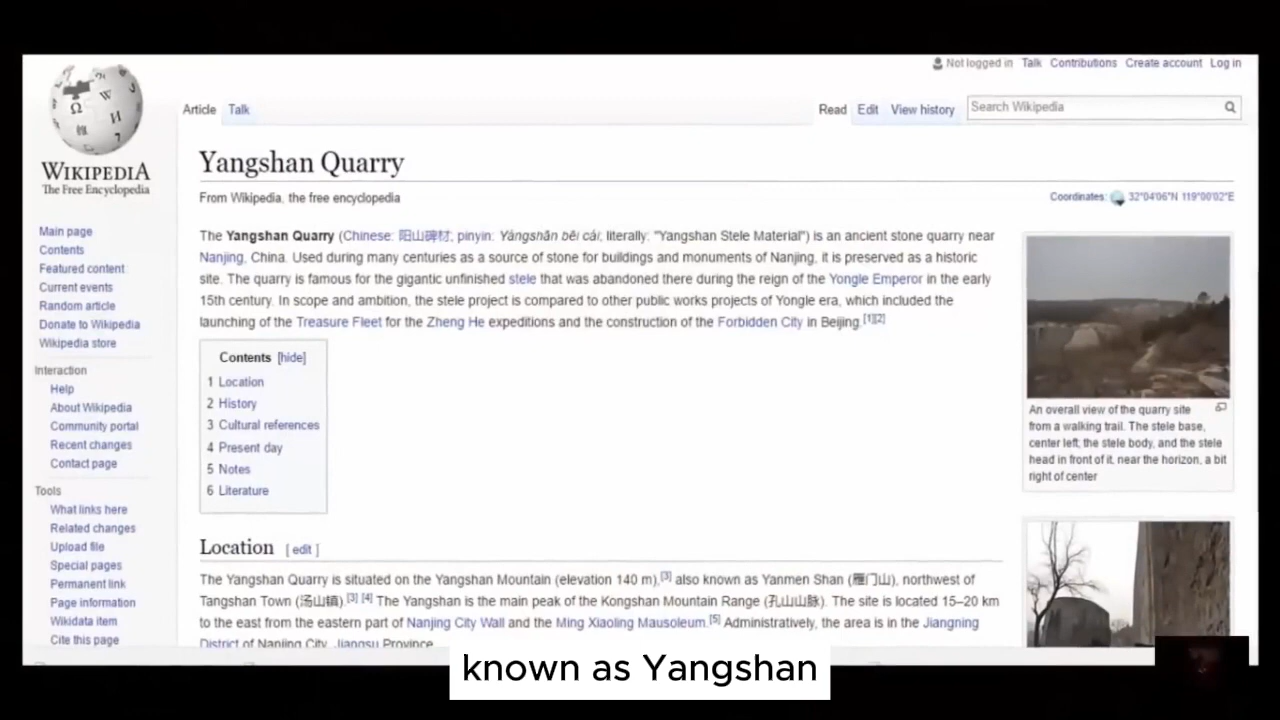 Not logged in Talk Contributions Create account Log in
Article Talk Read Edit View history Search Wikipedia
WIKIPEDIA
The Free Encyclopedia
Main page
Contents
Featured content
Current events
Random article
Donate to Wikipedia
Wikipedia store
Interaction
Help
About Wikipedia
Community portal
Recent changes
Contact page
Tools
What links here
Related changes
Upload file
Special pages
Permanent link
Page information
Wikidata item
Cite this page
Yangshan Quarry
From Wikipedia, the free encyclopedia
Coordinates: 32°04′06″N 119°00′02″E
The Yangshan Quarry (Chinese: 阳山碑材; pinyin: Yángshān bēi cái; literally: "Yangshan Stele Material") is an ancient stone quarry near
Nanjing, China. Used during many centuries as a source of stone for buildings and monuments of Nanjing, it is preserved as a historic
site. The quarry is famous for the gigantic unfinished stele that was abandoned there during the reign of the Yongle Emperor in the early
15th century. In scope and ambition, the stele project is compared to other public works projects of Yongle era, which included the
launching of the Treasure Fleet for the Zheng He expeditions and the construction of the Forbidden City in Beijing.[1][2]
Contents [hide]
1 Location
2 History
3 Cultural references
4 Present day
5 Notes
6 Literature
An overall view of the quarry site
from a walking trail. The stele base,
center left; the stele body, and the stele
head in front of it, near the horizon, a bit
right of center
Location [ edit ]
The Yangshan Quarry is situated on the Yangshan Mountain (elevation 140 m),[3] also known as Yanmen Shan (雁门山), northwest of
Tangshan Town (汤山镇).[3] [4] The Yangshan is the main peak of the Kongshan Mountain Range (孔山山脉). The site is located 15–20 km
to the east from the eastern part of Nanjing City Wall and the Ming Xiaoling Mausoleum.[5] Administratively, the area is in the Jiangning
District of Nanjing City, Jiangsu Province.
known as Yangshan